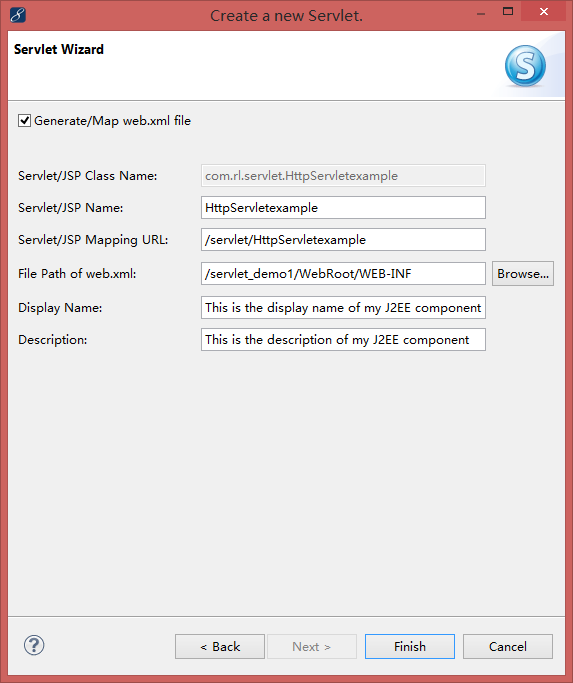 Create a new Servlet.
Servlet Wizard
S
Generate/Map web.xml file
Servlet/JSP Class Name: com.rl.servlet.HttpServletexample
Servlet/JSP Name: HttpServletexample
Servlet/JSP Mapping URL: /servlet/HttpServletexample
File Path of web.xml: /servlet_demo1/WebRoot/WEB-INF Browse...
Display Name: This is the display name of my J2EE component
Description: This is the description of my J2EE component
? < Back Next > Finish Cancel